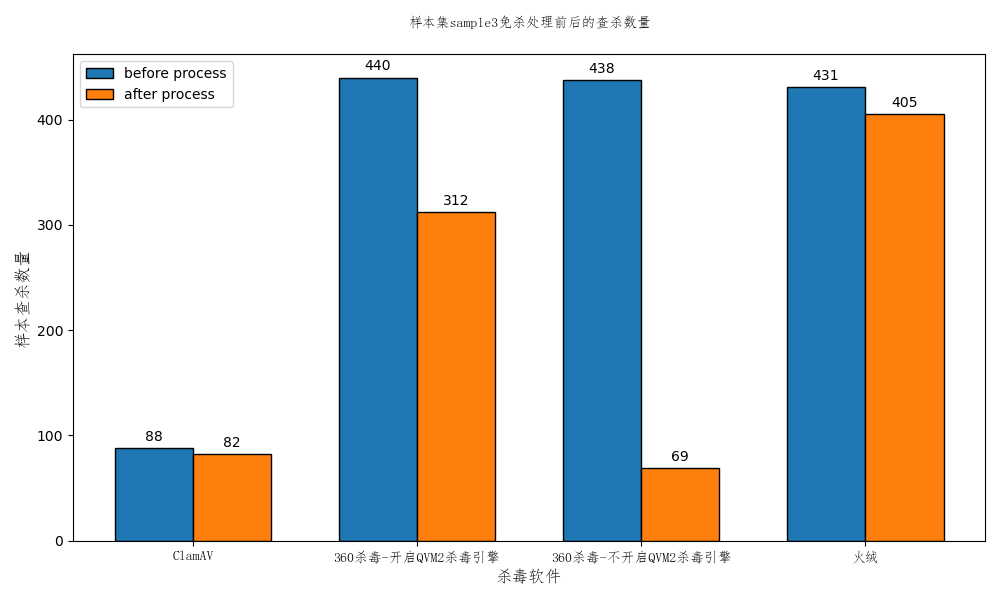 样本集sample3免杀处理前后的查杀数量
before process
after process
440
438
431
405
312
88
82
69
400
300
200
100
0
样本查杀数量
ClamAV
360杀毒-开启QVM2杀毒引擎
360杀毒-不开启QVM2杀毒引擎
火绒
杀毒软件